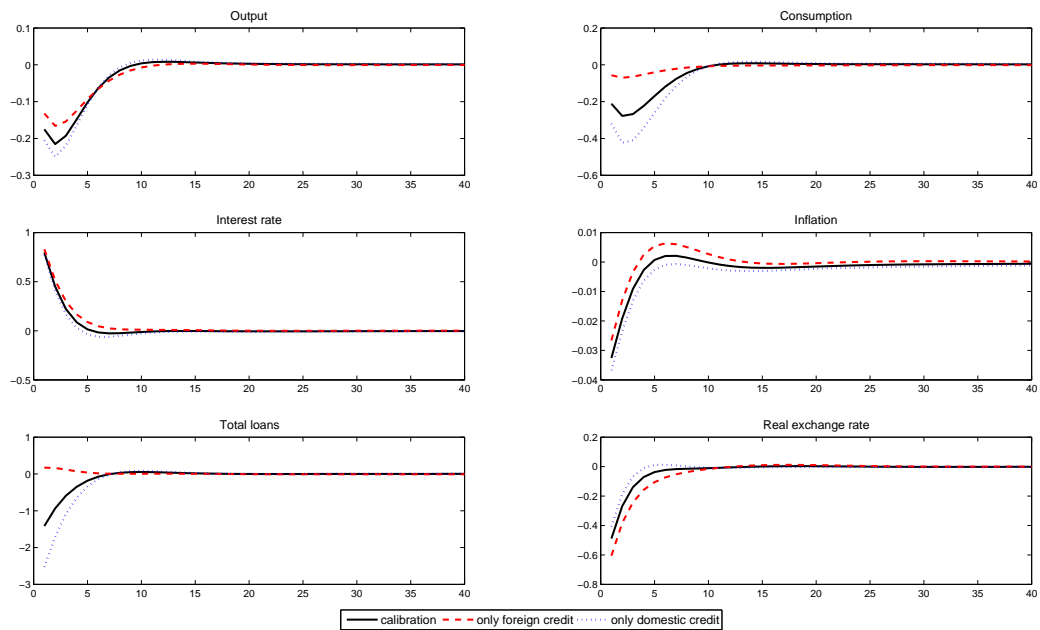 Output
0.1
0
−0.1
−0.2
−0.3
0 5 10 15 20 25 30 35 40
Consumption
0.2
0
−0.2
−0.4
−0.6
0 5 10 15 20 25 30 35 40
Interest rate
1
0.5
0
−0.5
0 5 10 15 20 25 30 35 40
Inflation
0.01
0
−0.01
−0.02
−0.03
−0.04
0 5 10 15 20 25 30 35 40
Total loans
1
0
−1
−2
−3
0 5 10 15 20 25 30 35 40
Real exchange rate
0.2
0
−0.2
−0.4
−0.6
−0.8
0 5 10 15 20 25 30 35 40
calibration only foreign credit only domestic credit